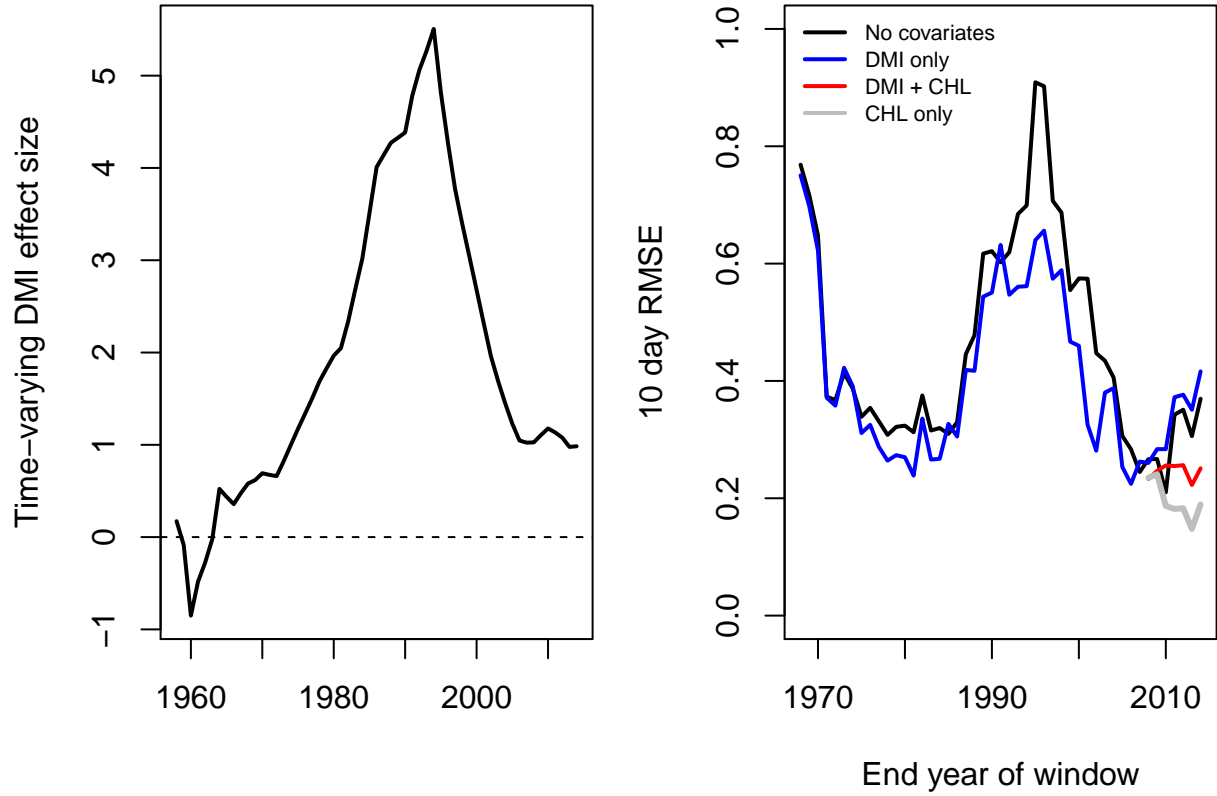 Time−varying DMI effect size
5
4
3
2
1
0
−1
1960
1980
2000
10 day RMSE
1.0
0.8
0.6
0.4
0.2
0.0
No covariates
DMI only
DMI + CHL
CHL only
1970
1990
2010
End year of window